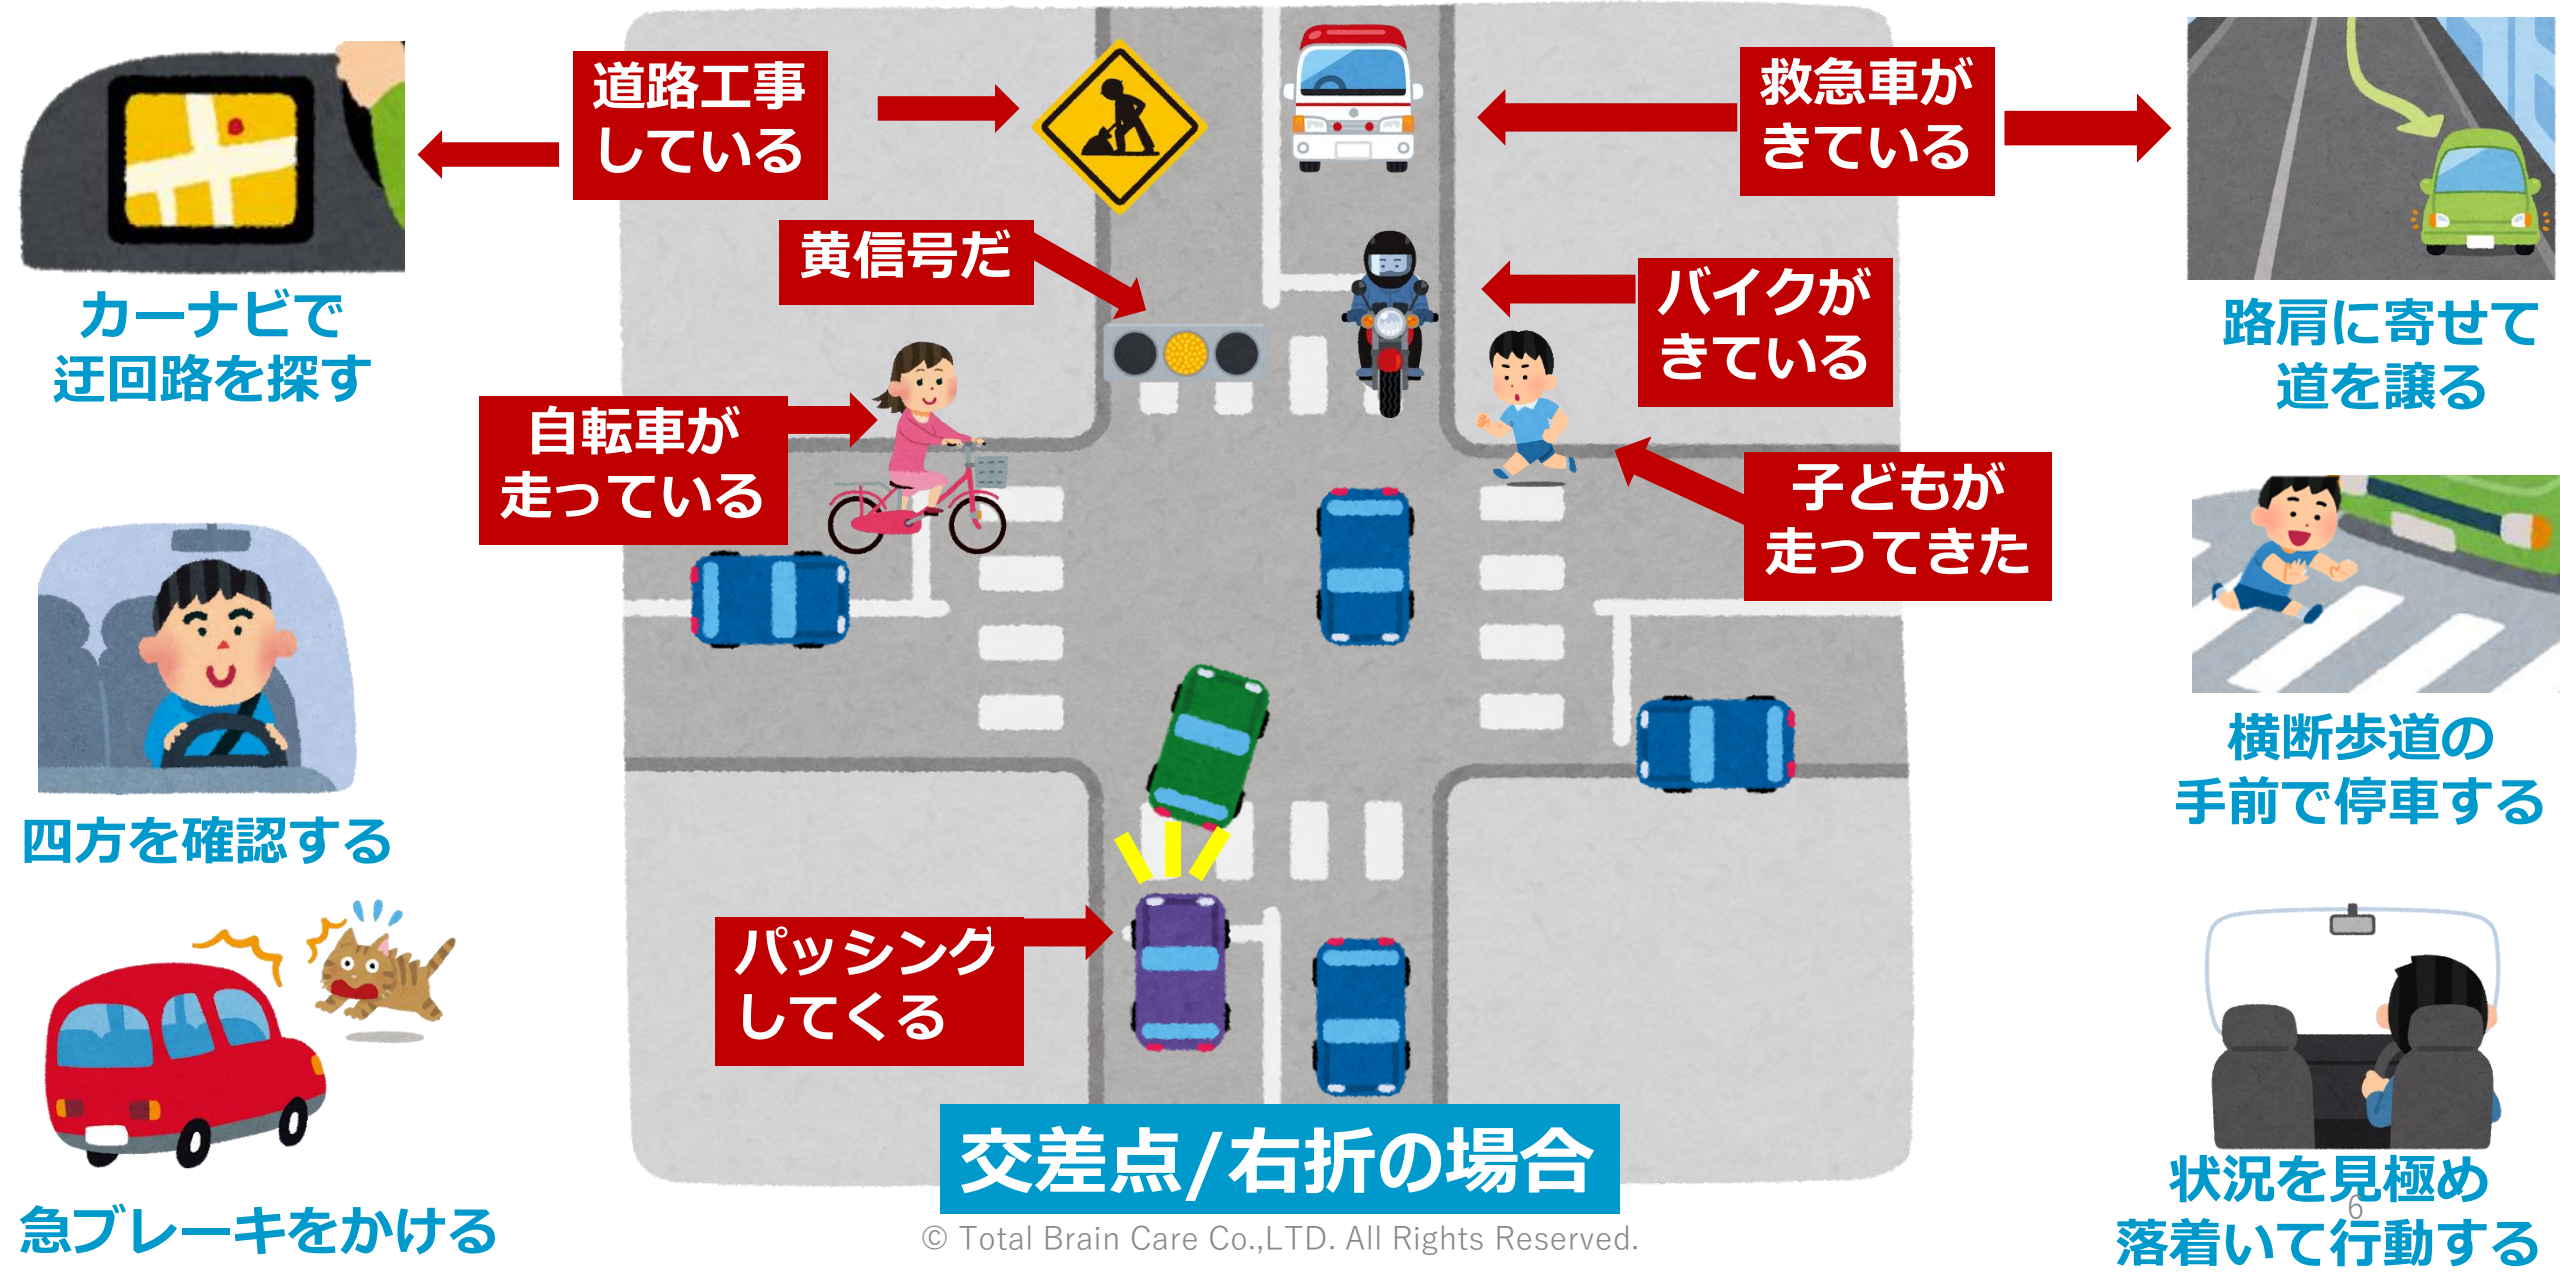 道路工事
している
救急車が
きている
黄信号だ
バイクが
きている
カーナビで
迂回路を探す
路肩に寄せて
道を譲る
自転車が
走っている
子どもが
走ってきた
四方を確認する
横断歩道の
手前で停車する
パッシング
してくる
急ブレーキをかける
交差点/右折の場合
状況を見極め
落着いて行動する
6
© Total Brain Care Co.,LTD. All Rights Reserved.